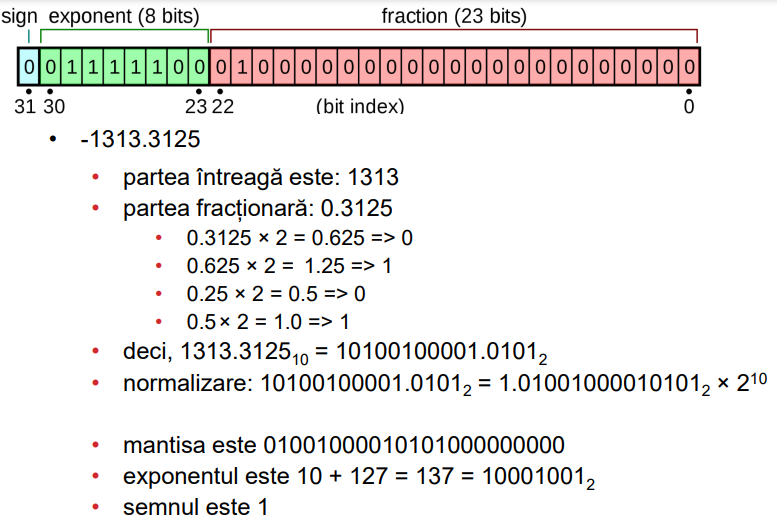 sign exponent (8 bits) fraction (23 bits)
0 0 1 1 1 1 1 0 0 0 1 0 0 0 0 0 0 0 0 0 0 0 0 0 0 0 0 0 0 0 0 0
31 30 23 22 (bit index) 0
• -1313.3125
• partea întreagă este: 1313
• partea fracționară: 0.3125
• 0.3125 × 2 = 0.625 => 0
• 0.625 × 2 = 1.25 => 1
• 0.25 × 2 = 0.5 => 0
• 0.5 × 2 = 1.0 => 1
• deci, 1313.3125₁₀ = 10100100001.0101₂
• normalizare: 10100100001.0101₂ = 1.01001000010101₂ × 2¹⁰
• mantisa este 01001000010101000000000
• exponentul este 10 + 127 = 137 = 10001001₂
• semnul este 1